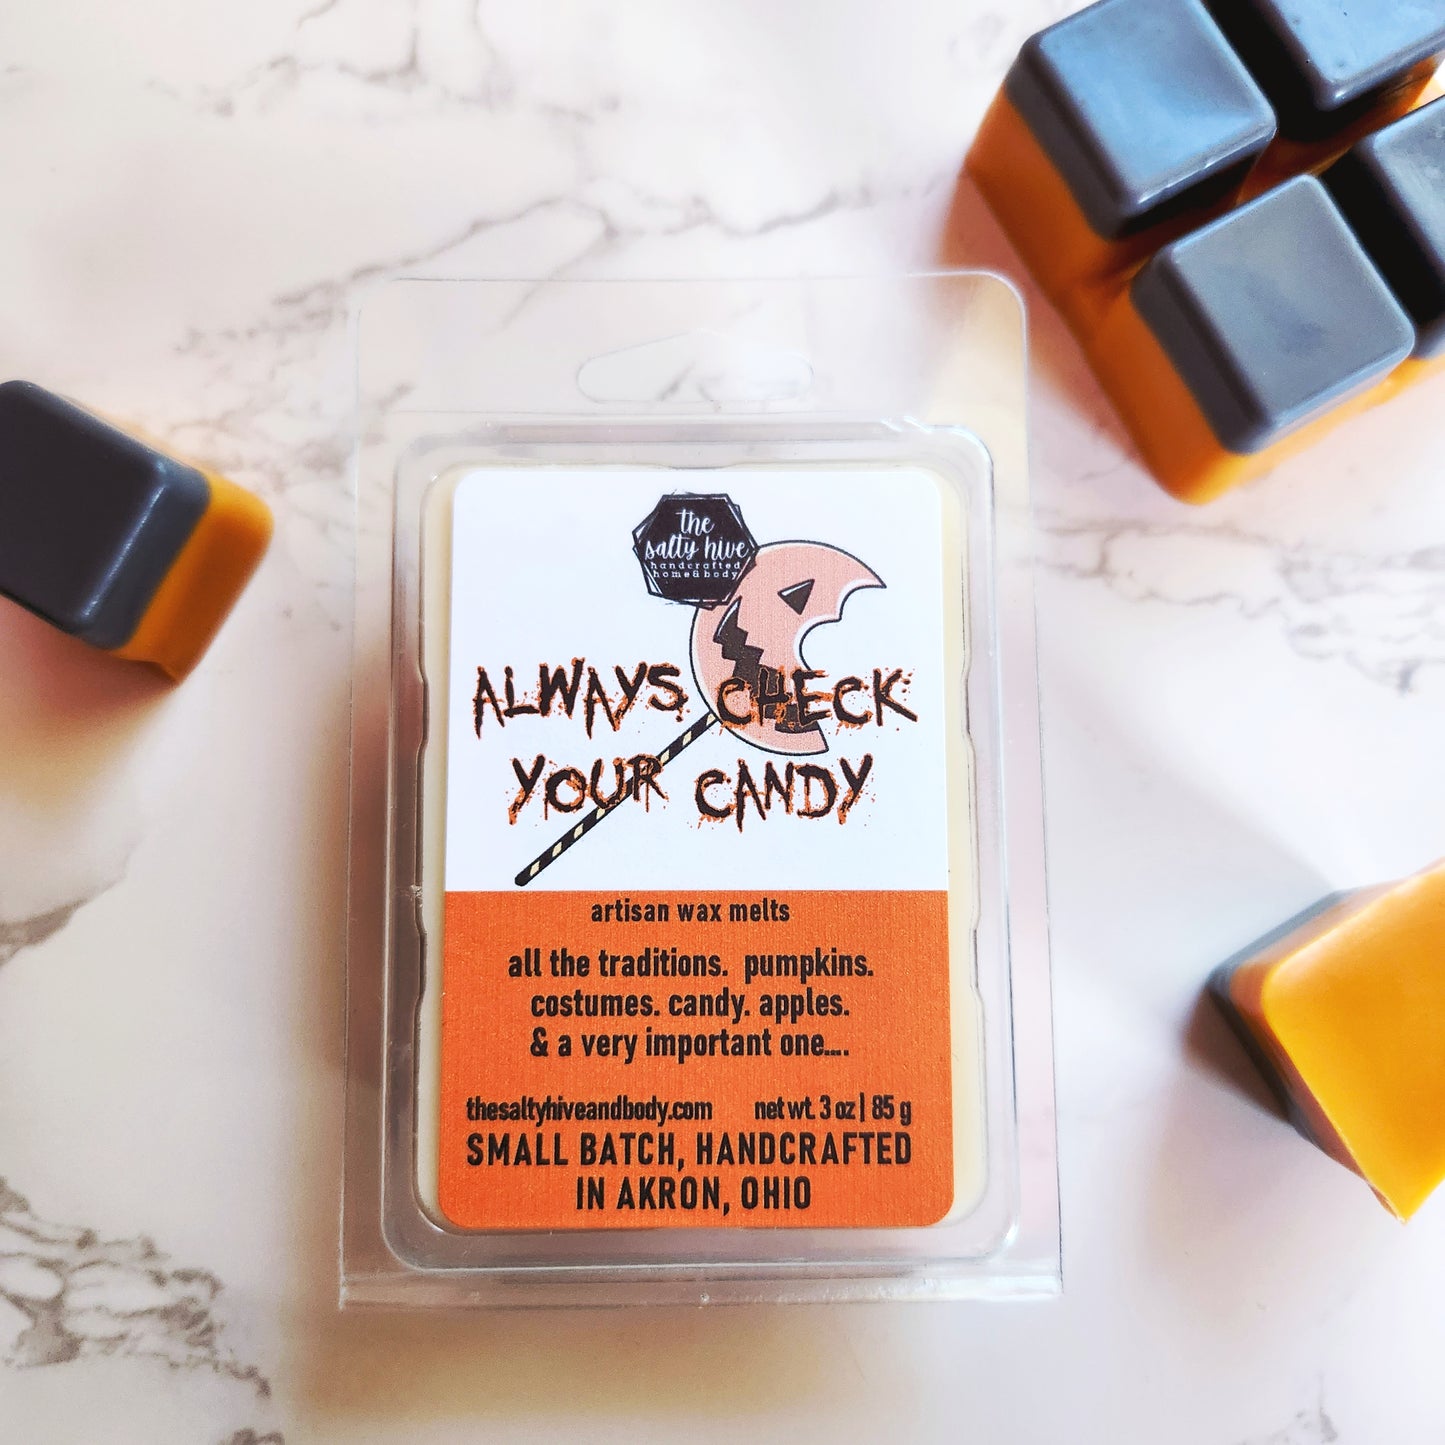 the
salty hive
handcrafted
home & body
ALWAYS CHECK
YOUR CANDY
artisan wax melts
all the traditions. pumpkins.
costumes. candy. apples.
& a very important one....
thesaltyhiveandbody.com net wt. 3 oz | 85 g
SMALL BATCH, HANDCRAFTED
IN AKRON, OHIO